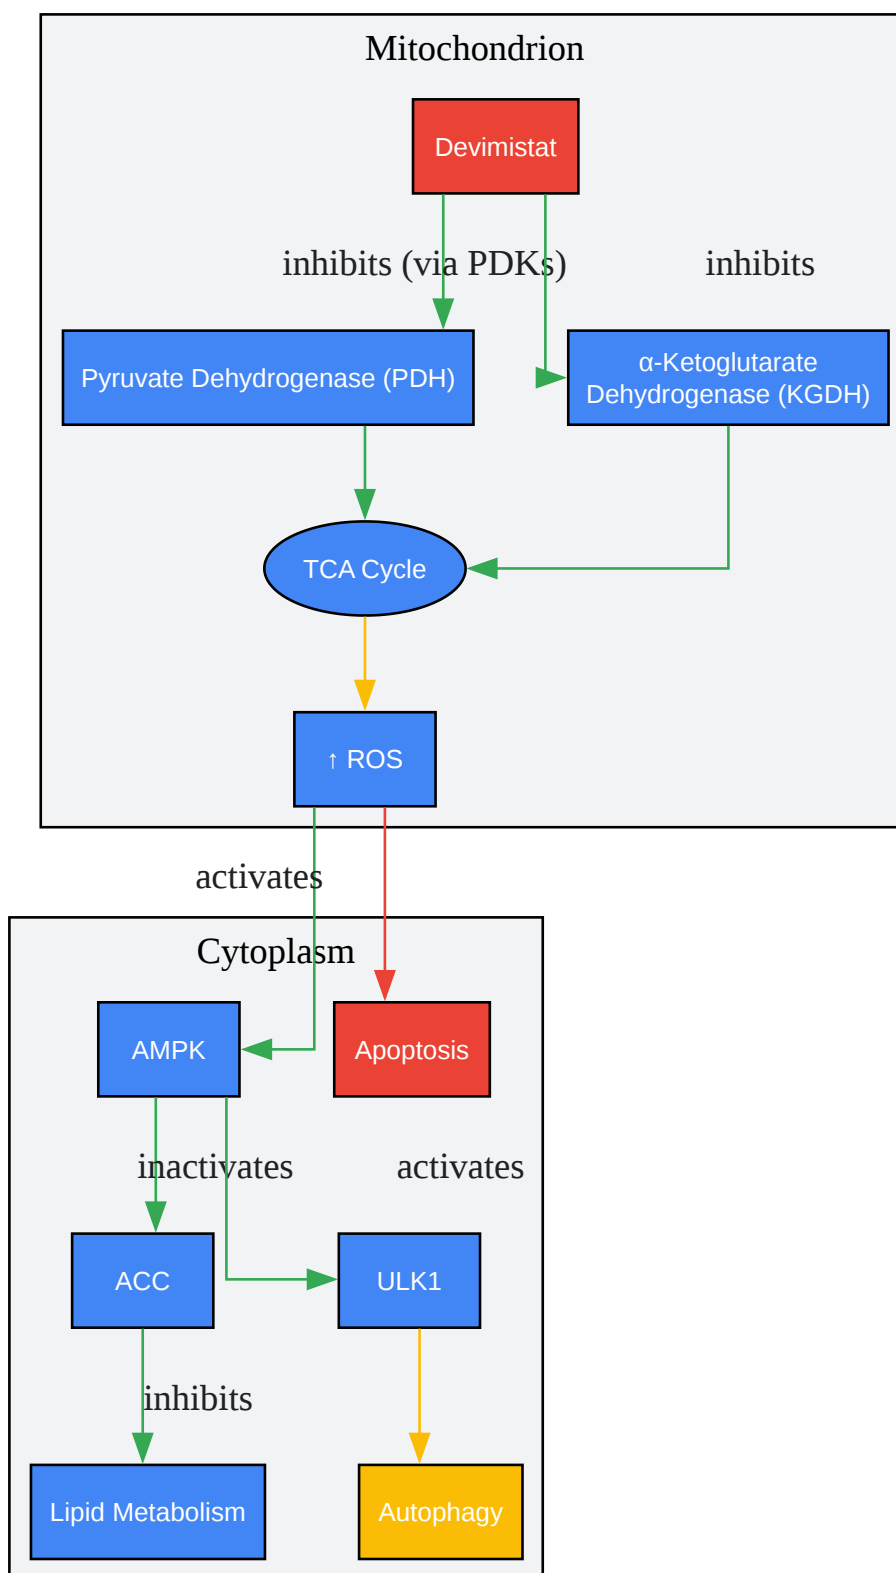 Mitochondrion
Devimistat
inhibits (via PDKs)
inhibits
Pyruvate Dehydrogenase (PDH)
α-Ketoglutarate
Dehydrogenase (KGDH)
TCA Cycle
↑ ROS
activates
Cytoplasm
AMPK
Apoptosis
inactivates
activates
ACC
ULK1
inhibits
Lipid Metabolism
Autophagy